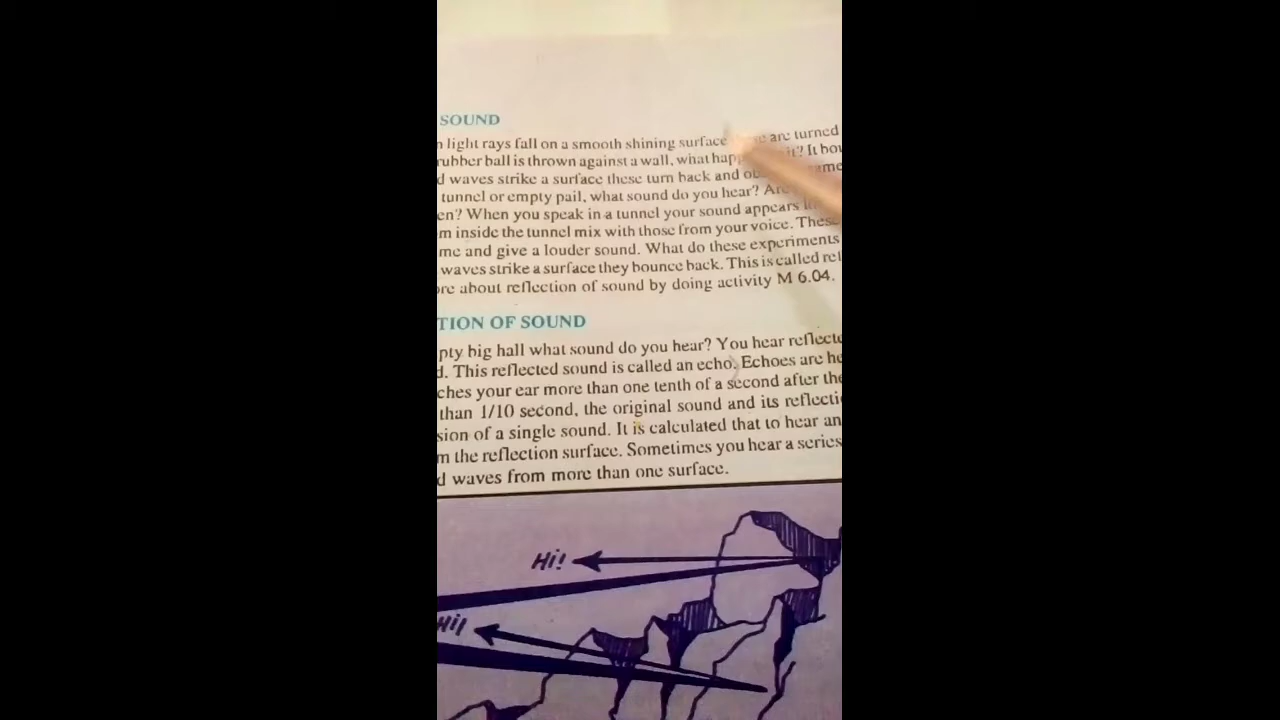 SOUND
light rays fall on a smooth shining surface are turned
rubber ball is thrown against a wall, what it? It
d waves strike a surface these turn back and
tunnel or empty pail, what sound do you hear?
en? When you speak in a tunnel your sound appears
m inside the tunnel mix with those from your voice. These
me and give a louder sound. What do these experiments
waves strike a surface they bounce back. This is called
ore about reflection of sound by doing activity M 6.04.
TION OF SOUND
pty big hall what sound do you hear? You hear reflecte
d. This reflected sound is called an echo. Echoes are he
ches your ear more than one tenth of a second after the
than 1/10 second, the original sound and its reflecti
sion of a single sound. It is calculated that to hear an
m the reflection surface. Sometimes you hear a series
d waves from more than one surface.
Hi!
Hi!